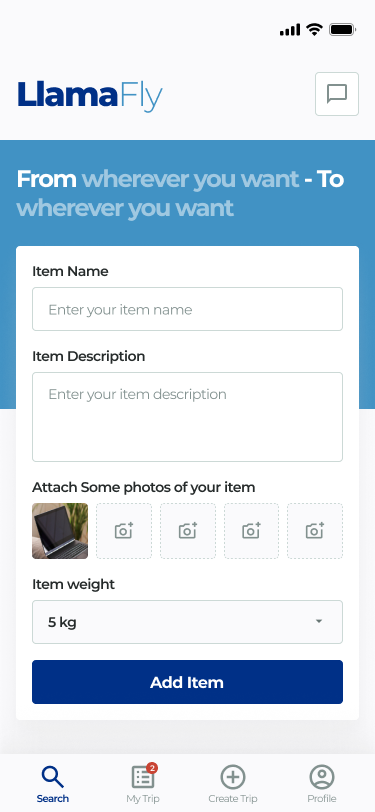 LlamaFly
From wherever you want - To
wherever you want
Item Name
Enter your item name
Item Description
Enter your item description
Attach Some photos of your item
Item weight
5 kg
Add Item
2
Search
My Trip
Create Trip
Profile